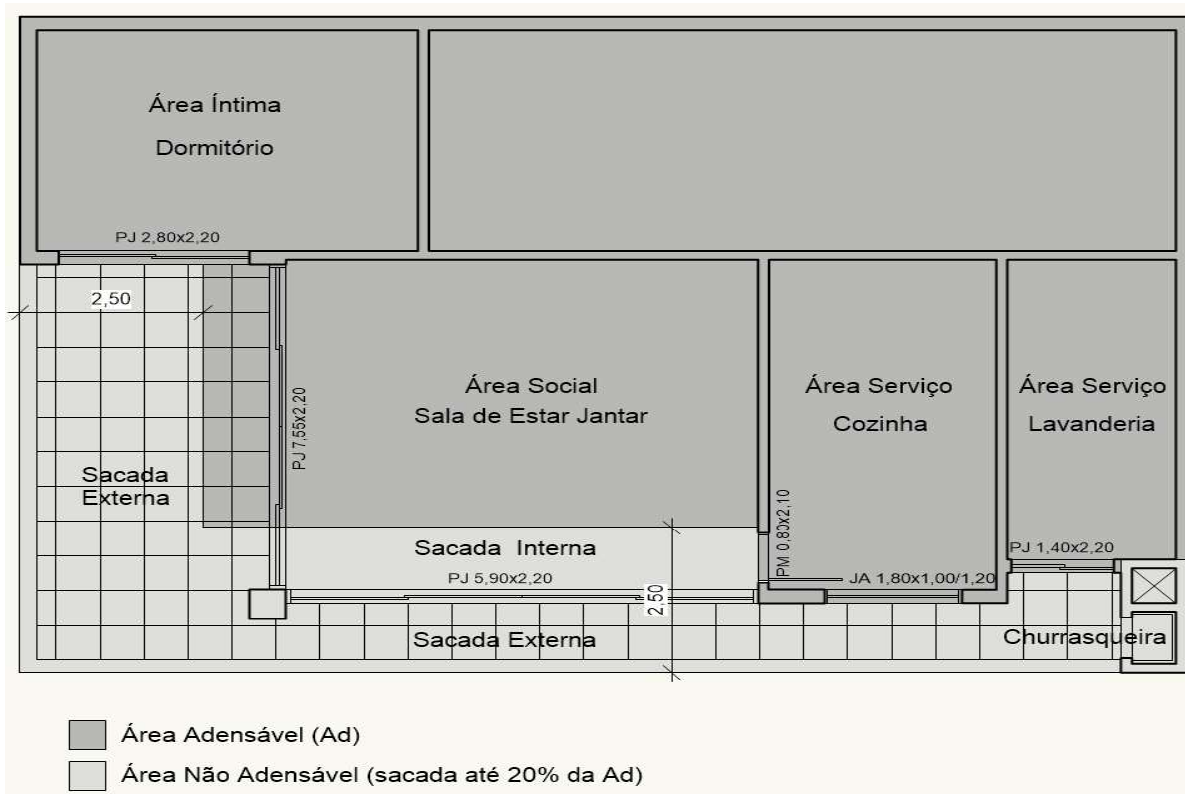 Área Íntima
Dormitório
PJ 2,80x2,20
2,50
Área Social
Sala de Estar Jantar
Área Serviço
Cozinha
Área Serviço
Lavanderia
PJ 7,55x2,20
Sacada
Externa
PM 0,80x2,10
Sacada Interna
PJ 1,40x2,20
PJ 5,90x2,20
JA 1,80x1,00/1,20
2,50
Sacada Externa
Churrasqueira
Área Adensável (Ad)
Área Não Adensável (sacada até 20% da Ad)